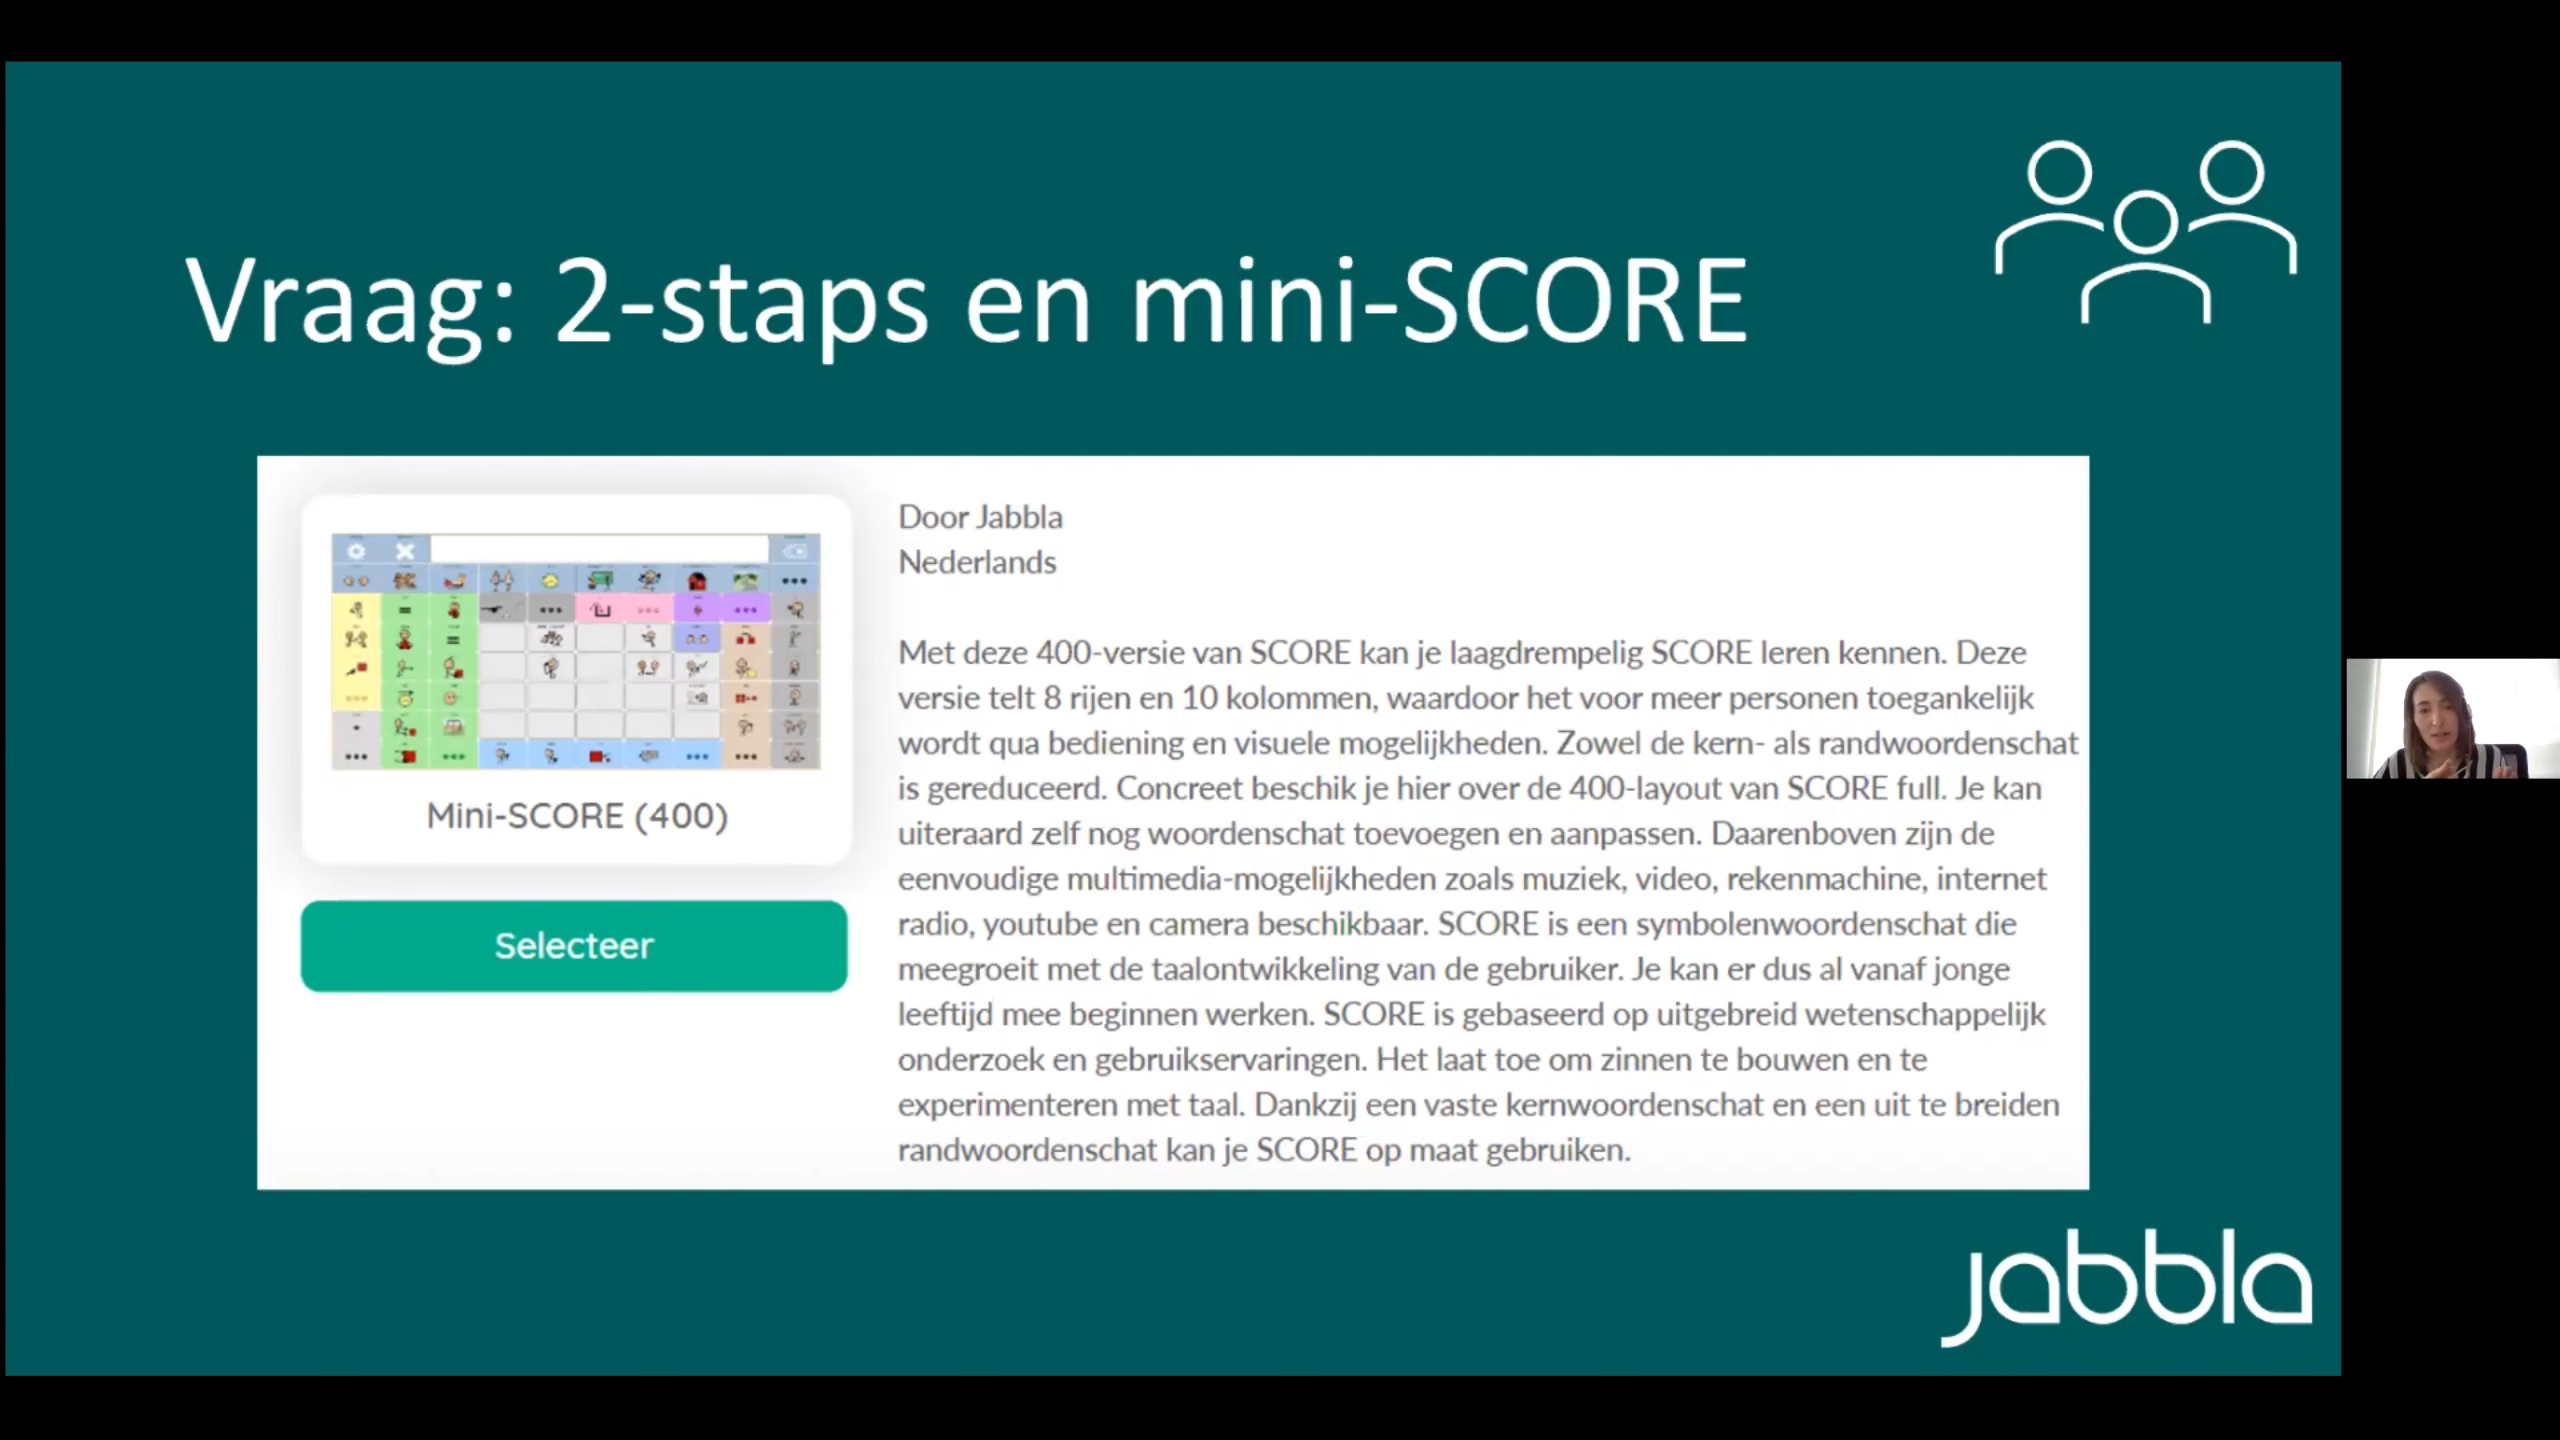 Vraag: 2-staps en mini-SCORE
Mini-SCORE (400)
Selecteer
Door Jabbla
Nederlands
Met deze 400-versie van SCORE kan je laagdrempelig SCORE leren kennen. Deze
versie telt 8 rijen en 10 kolommen, waardoor het voor meer personen toegankelijk
wordt qua bediening en visuele mogelijkheden. Zowel de kern- als randwoordenschat
is gereduceerd. Concreet beschik je hier over de 400-layout van SCORE full. Je kan
uiteraard zelf nog woordenschat toevoegen en aanpassen. Daarenboven zijn de
eenvoudige multimedia-mogelijkheden zoals muziek, video, rekenmachine, internet
radio, youtube en camera beschikbaar. SCORE is een symbolenwoordenschat die
meegroeit met de taalontwikkeling van de gebruiker. Je kan er dus al vanaf jonge
leeftijd mee beginnen werken. SCORE is gebaseerd op uitgebreid wetenschappelijk
onderzoek en gebruikservaringen. Het laat toe om zinnen te bouwen en te
experimenteren met taal. Dankzij een vaste kernwoordenschat en een uit te breiden
randwoordenschat kan je SCORE op maat gebruiken.
jabbla